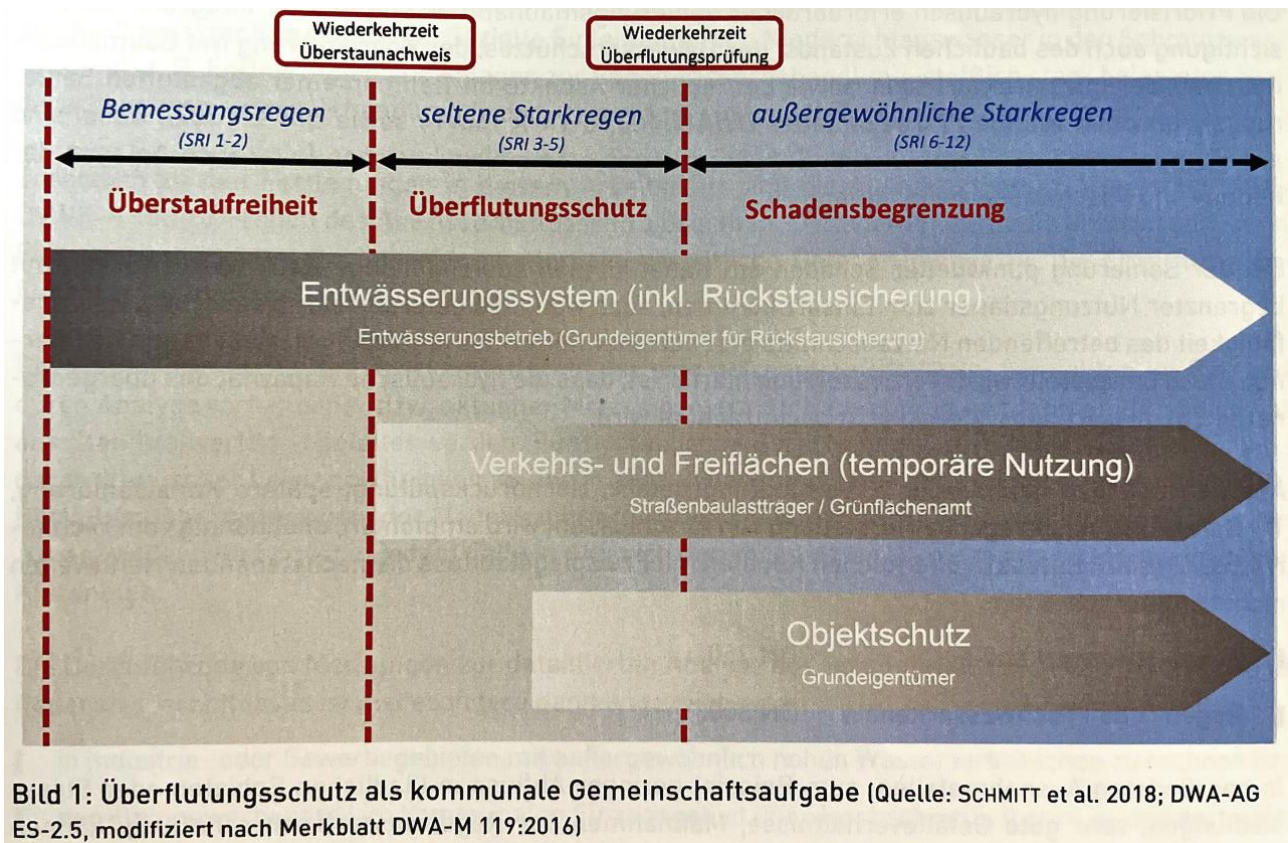 Wiederkehrzeit
Überstaunachweis
Wiederkehrzeit
Überflutungsprüfung
Bemessungsregen
(SRI 1-2)
seltene Starkregen
(SRI 3-5)
außergewöhnliche Starkregen
(SRI 6-12)
Überstaufreiheit
Überflutungsschutz
Schadensbegrenzung
Entwässerungssystem (inkl. Rückstausicherung)
Entwässerungsbetrieb (Grundeigentümer für Rückstausicherung)
Verkehrs- und Freiflächen (temporäre Nutzung)
Straßenbaulastträger / Grünflächenamt
Objektschutz
Grundeigentümer
Bild 1: Überflutungsschutz als kommunale Gemeinschaftsaufgabe (Quelle: SCHMITT et al. 2018; DWA-AG
ES-2.5, modifiziert nach Merkblatt DWA-M 119:2016)